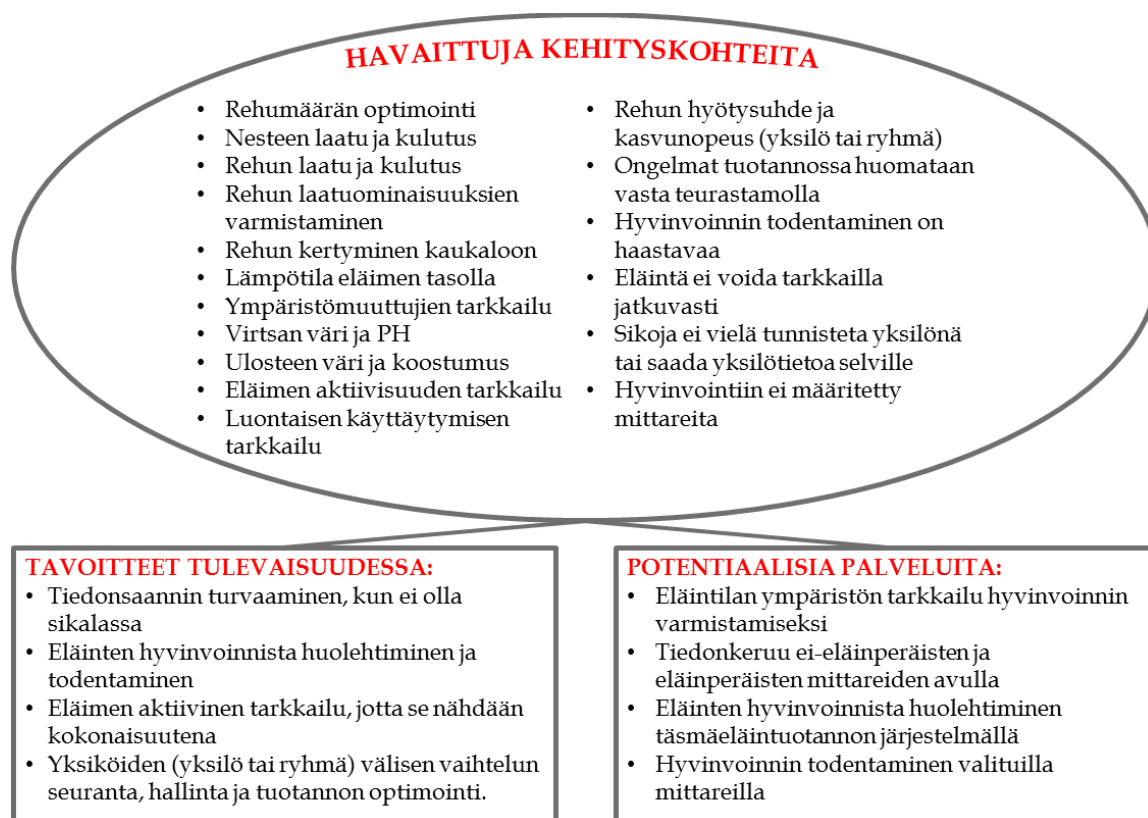 HAVAITTUJA KEHITYSKOHTEITA
• Rehumäärän optimointi
• Nesteen laatu ja kulutus
• Rehun laatu ja kulutus
• Rehun laatuominaisuuksien
varmistaminen
• Rehun kertyminen kaukaloon
• Lämpötila eläimen tasolla
• Ympäristömuuttujien tarkkailu
• Virtsan väri ja PH
• Ulosteen väri ja koostumus
• Eläimen aktiivisuuden tarkkailu
• Luontaisen käyttäytymisen
tarkkailu
• Rehun hyötysuhde ja
kasvunopeus (yksilö tai ryhmä)
• Ongelmat tuotannossa huomataan
vasta teurastamolla
• Hyvinvoinnin todentaminen on
haastavaa
• Eläintä ei voida tarkkailla
jatkuvasti
• Sikoja ei vielä tunnisteta yksilönä
tai saada yksilötietoa selville
• Hyvinvointiin ei määritetty
mittareita
TAVOITTEET TULEVAISUUDESSA:
• Tiedonsaannin turvaaminen, kun ei olla
sikalassa
• Eläinten hyvinvoinnista huolehtiminen ja
todentaminen
• Eläimen aktiivinen tarkkailu, jotta se nähdään
kokonaisuutena
• Yksiköiden (yksilö tai ryhmä) välisen vaihtelun
seuranta, hallinta ja tuotannon optimointi.
POTENTIAALISIA PALVELUITA:
• Eläintilan ympäristön tarkkailu hyvinvoinnin
varmistamiseksi
• Tiedonkeruu ei-eläinperäisten ja
eläinperäisten mittareiden avulla
• Eläinten hyvinvoinnista huolehtiminen
täsmäeläintuotannon järjestelmällä
• Hyvinvoinnin todentaminen valituilla
mittareilla